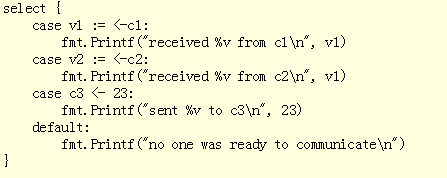 select {
    case v1 := <-c1:
        fmt.Printf("received %v from c1\n", v1)
    case v2 := <-c2:
        fmt.Printf("received %v from c2\n", v1)
    case c3 <- 23:
        fmt.Printf("sent %v to c3\n", 23)
    default:
        fmt.Printf("no one was ready to communicate\n")
}